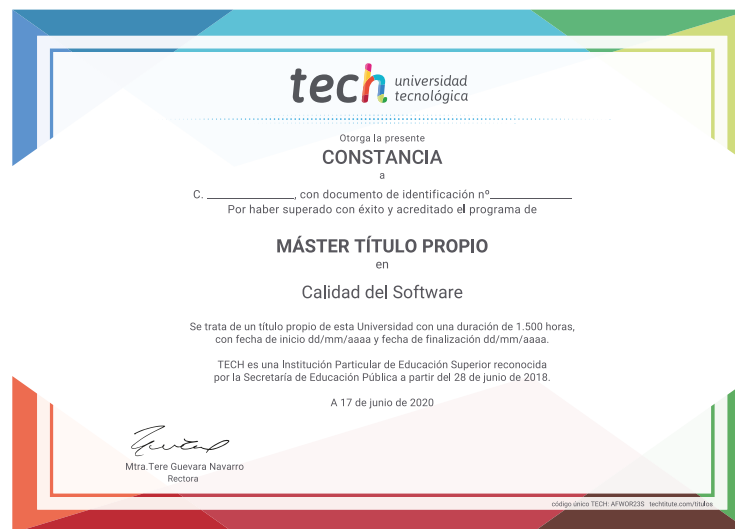 tech universidad
tecnológica
Otorga la presente
CONSTANCIA
a
C. ______________, con documento de identificación nº____________
Por haber superado con éxito y acreditado el programa de
MÁSTER TÍTULO PROPIO
en
Calidad del Software
Se trata de un título propio de esta Universidad con una duración de 1.500 horas,
con fecha de inicio dd/mm/aaaa y fecha de finalización dd/mm/aaaa.
TECH es una Institución Particular de Educación Superior reconocida
por la Secretaría de Educación Pública a partir del 28 de junio de 2018.
A 17 de junio de 2020
Mtra.Tere Guevara Navarro
Rectora
código único TECH: AFWOR23S techtitute.com/títulos